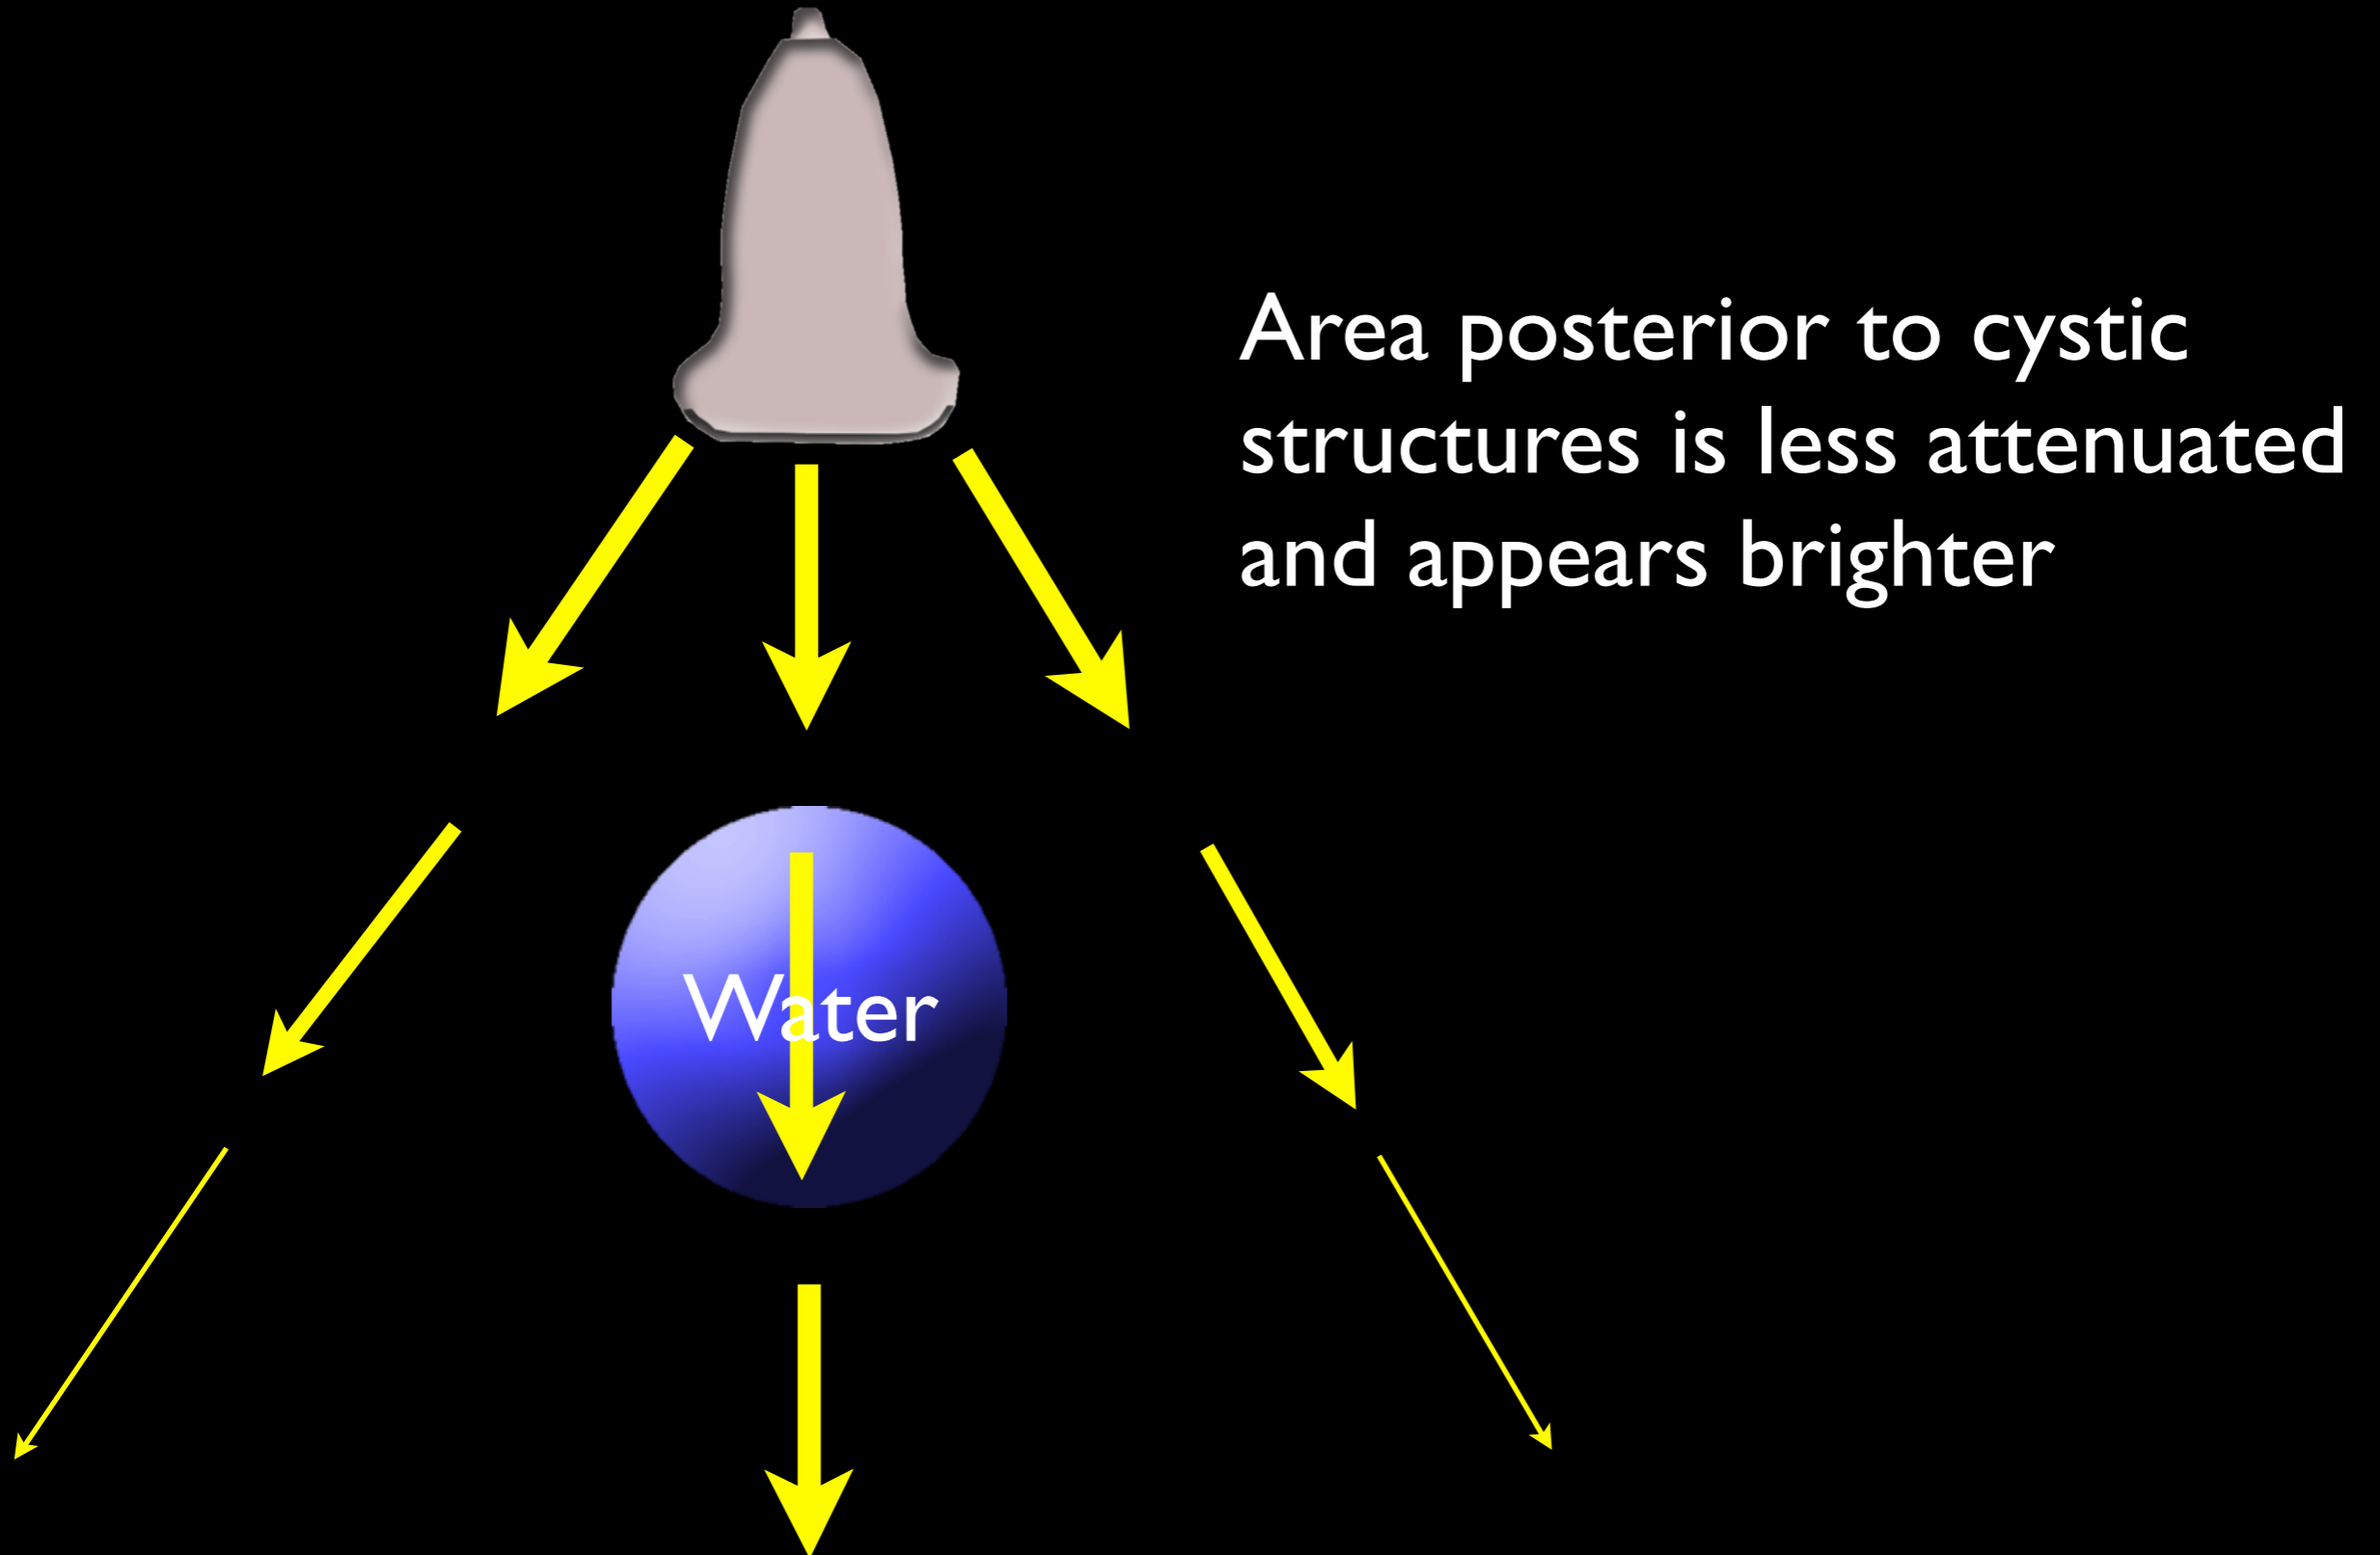 Area posterior to cystic
structures is less attenuated
and appears brighter
Water